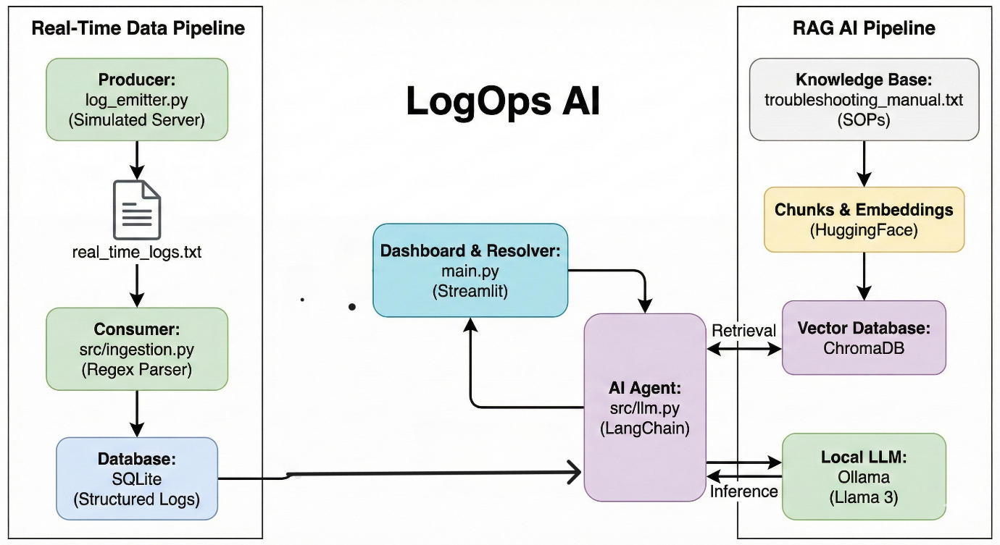 Real-Time Data Pipeline
Producer:
log_emitter.py
(Simulated Server)
real_time_logs.txt
Consumer:
src/ingestion.py
(Regex Parser)
Database:
SQLite
(Structured Logs)
LogOps AI
Dashboard & Resolver:
main.py
(Streamlit)
AI Agent:
src/llm.py
(LangChain)
Retrieval
Inference
RAG AI Pipeline
Knowledge Base:
troubleshooting_manual.txt
(SOPs)
Chunks & Embeddings
(HuggingFace)
Vector Database:
ChromaDB
Local LLM:
Ollama
(Llama 3)